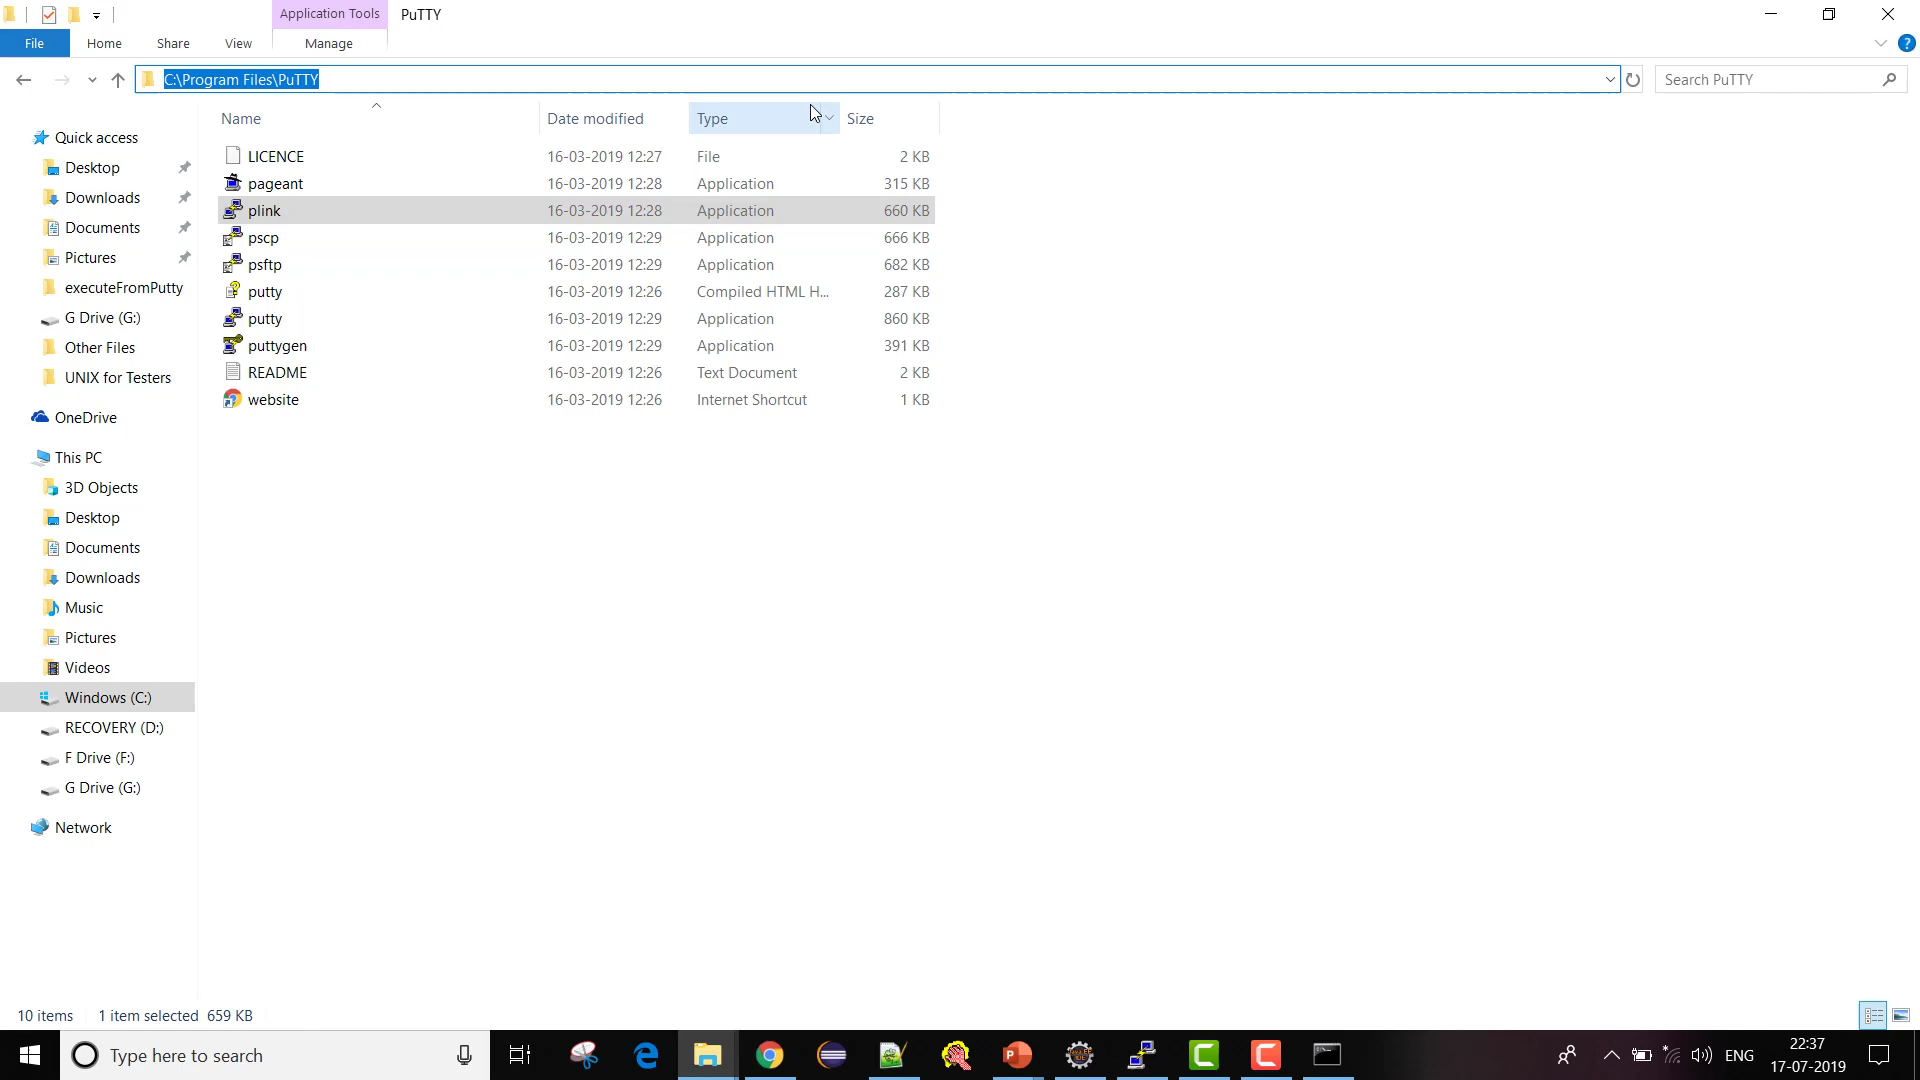 Application Tools
PuTTY
File
Home
Share
View
Manage
C:\Program Files\PuTTY
Search PuTTY
Name
Date modified
Type
Size
Quick access
Desktop
Downloads
Documents
Pictures
executeFromPutty
G Drive (G:)
Other Files
UNIX for Testers
OneDrive
This PC
3D Objects
Desktop
Documents
Downloads
Music
Pictures
Videos
Windows (C:)
RECOVERY (D:)
F Drive (F:)
G Drive (G:)
Network
LICENCE 16-03-2019 12:27 File 2 KB
pageant 16-03-2019 12:28 Application 315 KB
plink 16-03-2019 12:28 Application 660 KB
pscp 16-03-2019 12:29 Application 666 KB
psftp 16-03-2019 12:29 Application 682 KB
putty 16-03-2019 12:26 Compiled HTML H... 287 KB
putty 16-03-2019 12:29 Application 860 KB
puttygen 16-03-2019 12:29 Application 391 KB
README 16-03-2019 12:26 Text Document 2 KB
website 16-03-2019 12:26 Internet Shortcut 1 KB
10 items 1 item selected 659 KB
Type here to search
ENG
22:37
17-07-2019